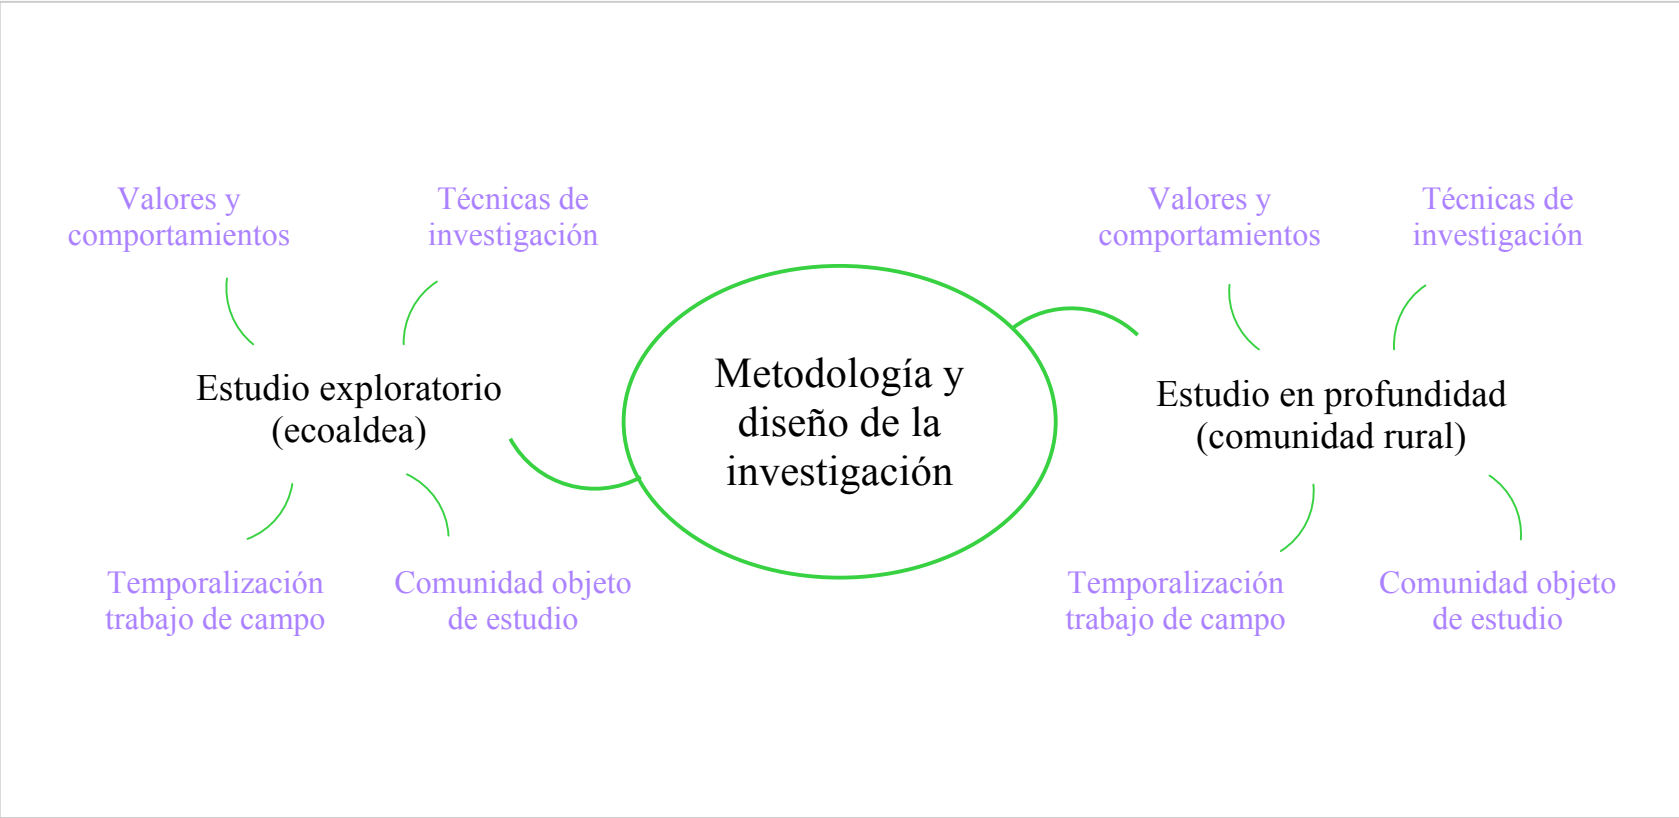 Valores y
comportamientos
Técnicas de
investigación
Estudio exploratorio
(ecoaldea)
Temporalización
trabajo de campo
Comunidad objeto
de estudio
Metodología y
diseño de la
investigación
Valores y
comportamientos
Técnicas de
investigación
Estudio en profundidad
(comunidad rural)
Temporalización
trabajo de campo
Comunidad objeto
de estudio